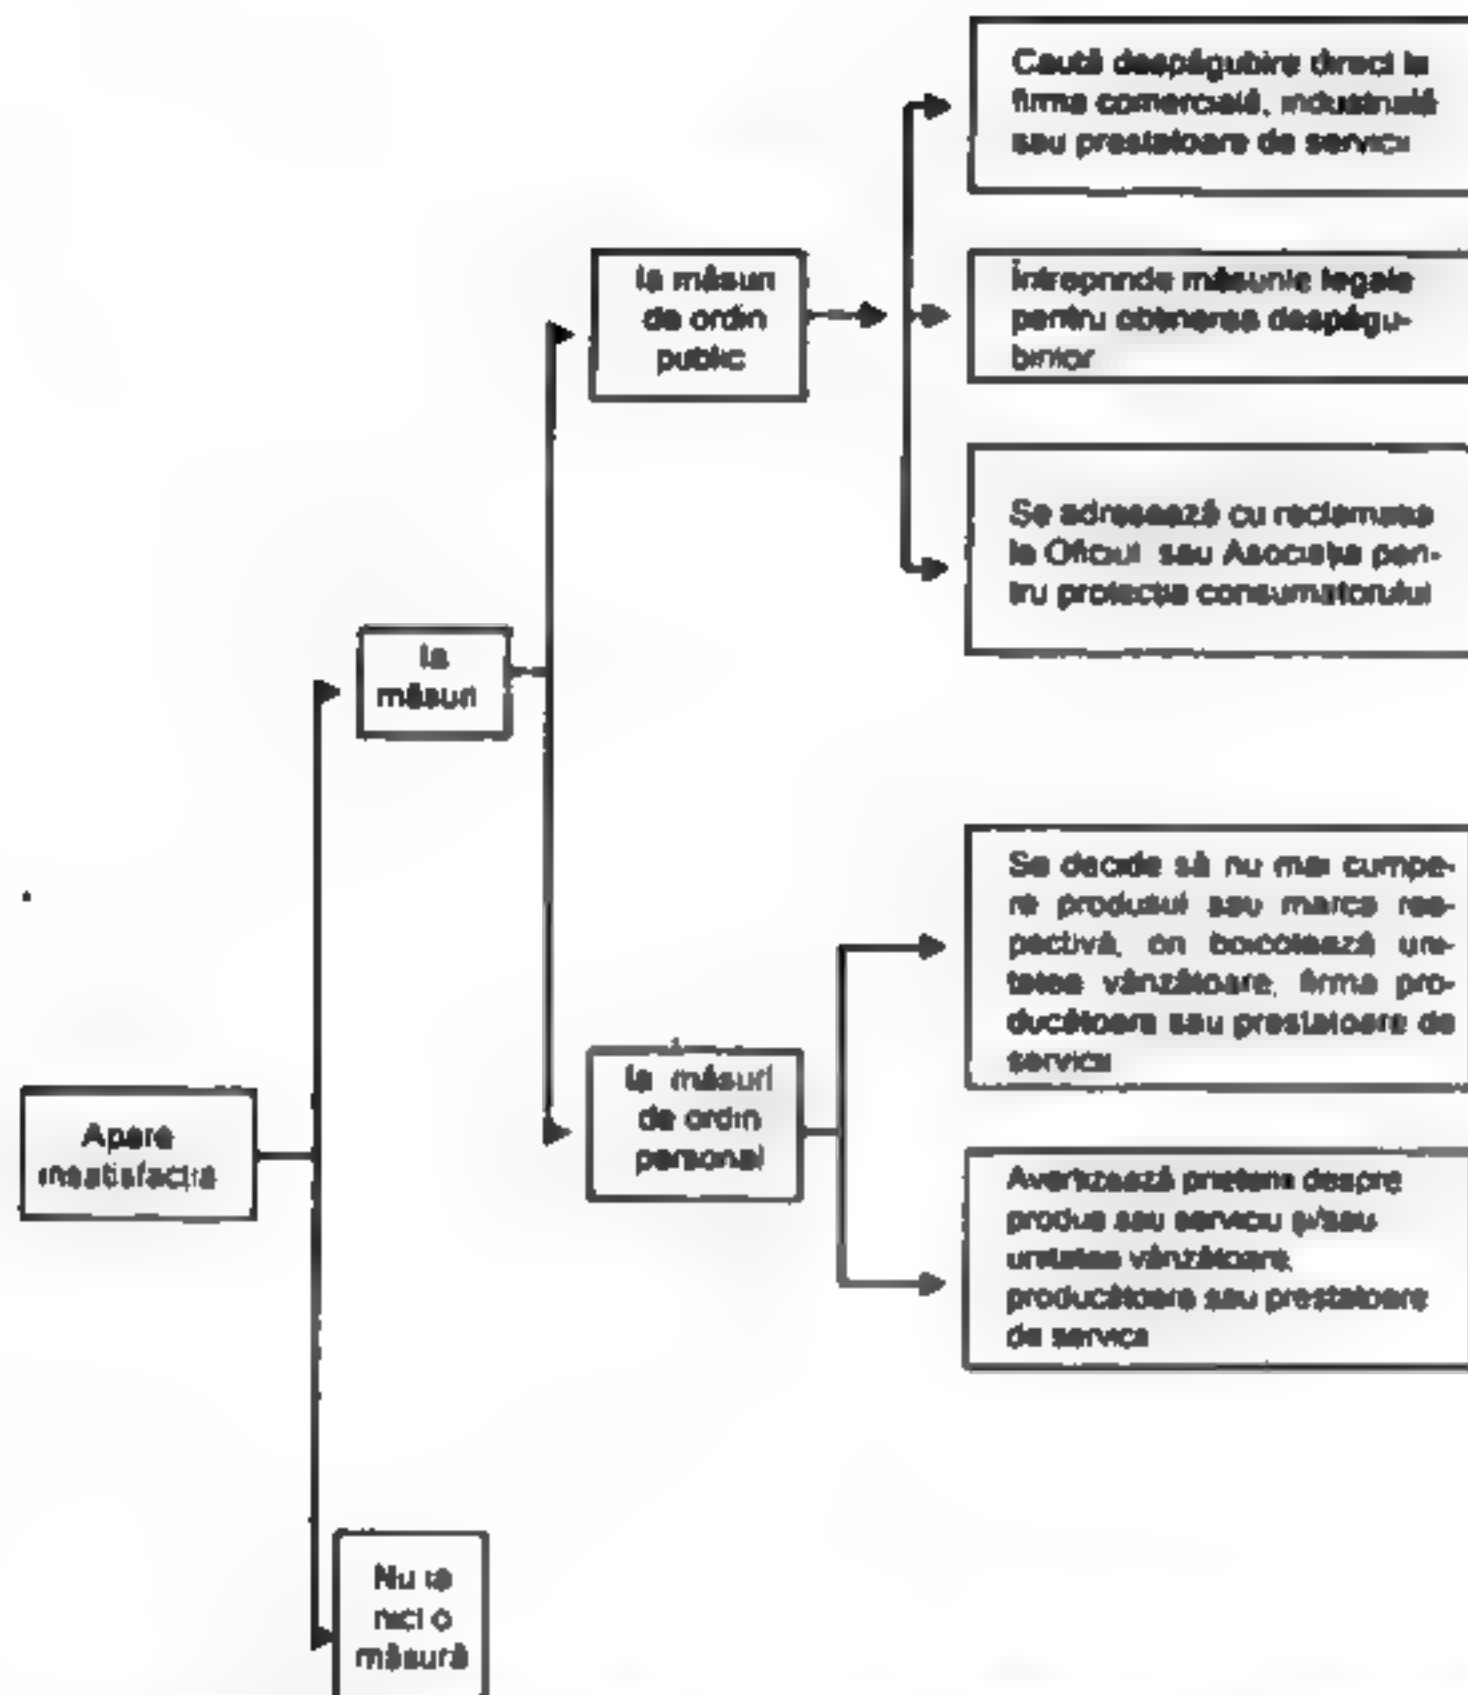 Caută despăgubire direct la
firma comercială, industrială
sau prestatoare de servicii
Ia măsuri
de ordin
public
Întreprinde măsurile legale
pentru obținerea despăgu-
birilor
Se adresează cu reclamația
la Oficiul sau Asociația pen-
tru protecția consumatorului
Ia
măsuri
Se decide să nu mai cumpe-
re produsul sau marca res-
pectivă, ori boicotează uni-
tatea vânzătoare, firma pro-
ducătoare sau prestatoare de
servicii
Ia măsuri
de ordin
personal
Apare
insatisfacția
Avertizează prietenii despre
produs sau serviciu și/sau
unitatea vânzătoare,
producătoare sau prestatoare
de servicii
Nu ia
nici o
măsură